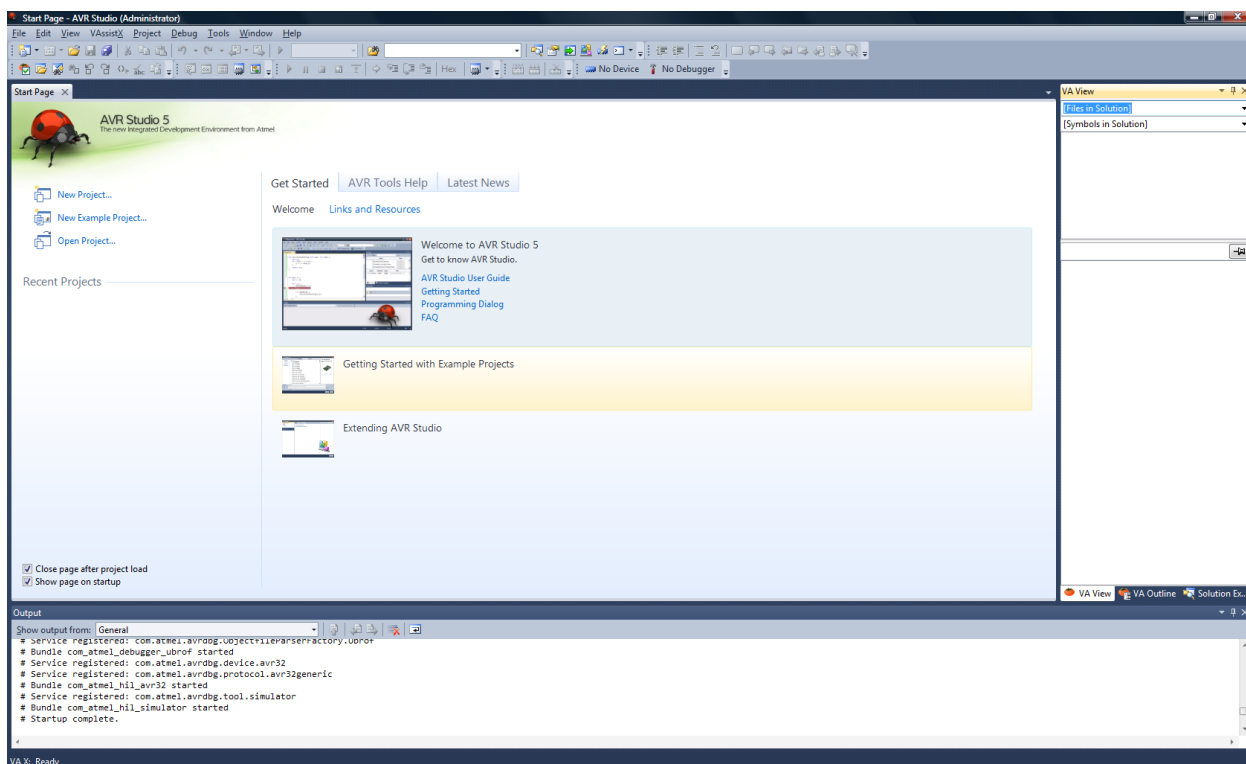 Start Page - AVR Studio (Administrator)
File Edit View VAssistX Project Debug Tools Window Help
Hex No Device No Debugger
Start Page
VA View
[Files in Solution]
[Symbols in Solution]
AVR Studio 5
The new Integrated Development Environment from Atmel
New Project...
New Example Project...
Open Project...
Recent Projects
Get Started AVR Tools Help Latest News
Welcome Links and Resources
Welcome to AVR Studio 5
Get to know AVR Studio.
AVR Studio User Guide
Getting Started
Programming Dialog
FAQ
Getting Started with Example Projects
Extending AVR Studio
Close page after project load
Show page on startup
VA View VA Outline Solution Ex...
Output
Show output from: General
# Service registered: com.atmel.avrdbg.ObjectfileParserFactory.Ubrof
# Bundle com_atmel_debugger_ubrof started
# Service registered: com.atmel.avrdbg.device.avr32
# Service registered: com.atmel.avrdbg.protocol.avr32generic
# Bundle com_atmel_hil_avr32 started
# Service registered: com.atmel.avrdbg.tool.simulator
# Bundle com_atmel_hil_simulator started
# Startup complete.
VA X: Ready